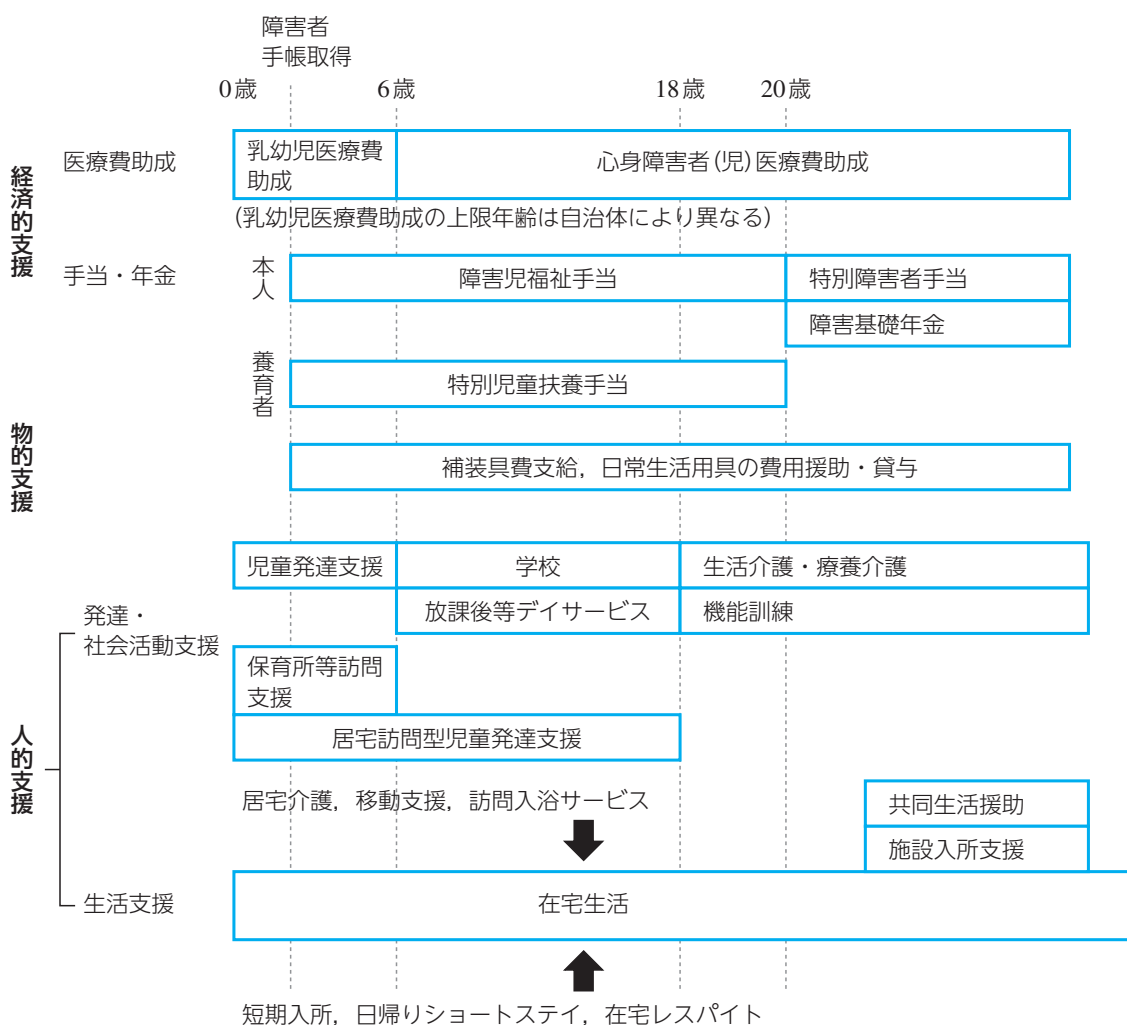 障害者
手帳取得
0歳 6歳 18歳 20歳
経済的支援
医療費助成
乳幼児医療費
助成
心身障害者(児)医療費助成
(乳幼児医療費助成の上限年齢は自治体により異なる)
手当・年金
本人
障害児福祉手当
特別障害者手当
障害基礎年金
養育者
特別児童扶養手当
物的支援
補装具費支給,日常生活用具の費用援助・貸与
人的支援
発達・
社会活動支援
児童発達支援
学校
生活介護・療養介護
放課後等デイサービス
機能訓練
保育所等訪問
支援
居宅訪問型児童発達支援
居宅介護,移動支援,訪問入浴サービス
共同生活援助
施設入所支援
生活支援
在宅生活
短期入所,日帰りショートステイ,在宅レスパイト